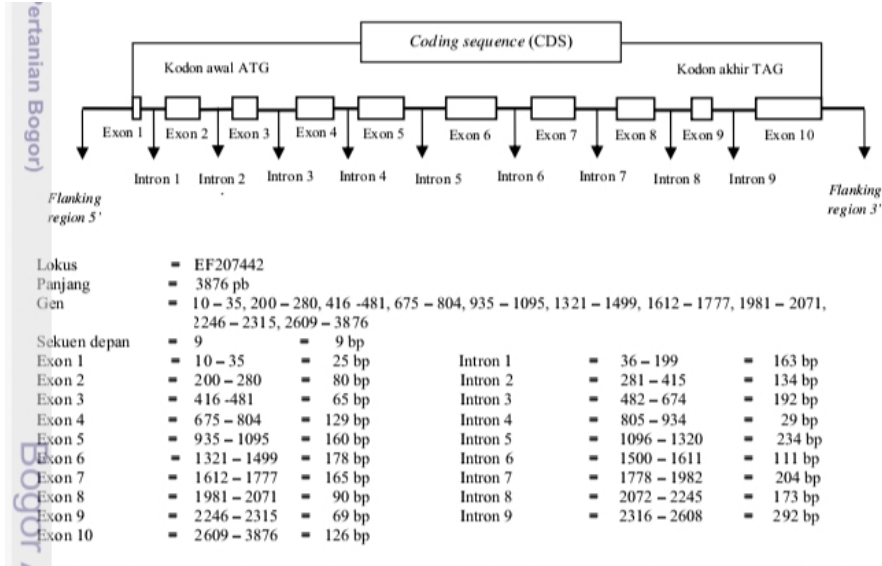 Pertanian Bogor)
Coding sequence (CDS)
Kodon awal ATG
Kodon akhir TAG
Exon 1 Exon 2 Exon 3 Exon 4 Exon 5 Exon 6 Exon 7 Exon 8 Exon 9 Exon 10
Intron 1 Intron 2 Intron 3 Intron 4 Intron 5 Intron 6 Intron 7 Intron 8 Intron 9
Flanking
region 5'
Flanking
region 3'
Lokus = EF207442
Panjang = 3876 pb
Gen = 10 – 35, 200 – 280, 416 -481, 675 – 804, 935 – 1095, 1321 – 1499, 1612 – 1777, 1981 – 2071,
2246 – 2315, 2609 – 3876
Sekuen depan = 9 = 9 bp
Exon 1 = 10 – 35 = 25 bp Intron 1 = 36 – 199 = 163 bp
Exon 2 = 200 – 280 = 80 bp Intron 2 = 281 – 415 = 134 bp
Exon 3 = 416 -481 = 65 bp Intron 3 = 482 – 674 = 192 bp
Exon 4 = 675 – 804 = 129 bp Intron 4 = 805 – 934 = 29 bp
Exon 5 = 935 – 1095 = 160 bp Intron 5 = 1096 – 1320 = 234 bp
Exon 6 = 1321 – 1499 = 178 bp Intron 6 = 1500 – 1611 = 111 bp
Exon 7 = 1612 – 1777 = 165 bp Intron 7 = 1778 – 1982 = 204 bp
Exon 8 = 1981 – 2071 = 90 bp Intron 8 = 2072 – 2245 = 173 bp
Exon 9 = 2246 – 2315 = 69 bp Intron 9 = 2316 – 2608 = 292 bp
Exon 10 = 2609 – 3876 = 126 bp
Bogor